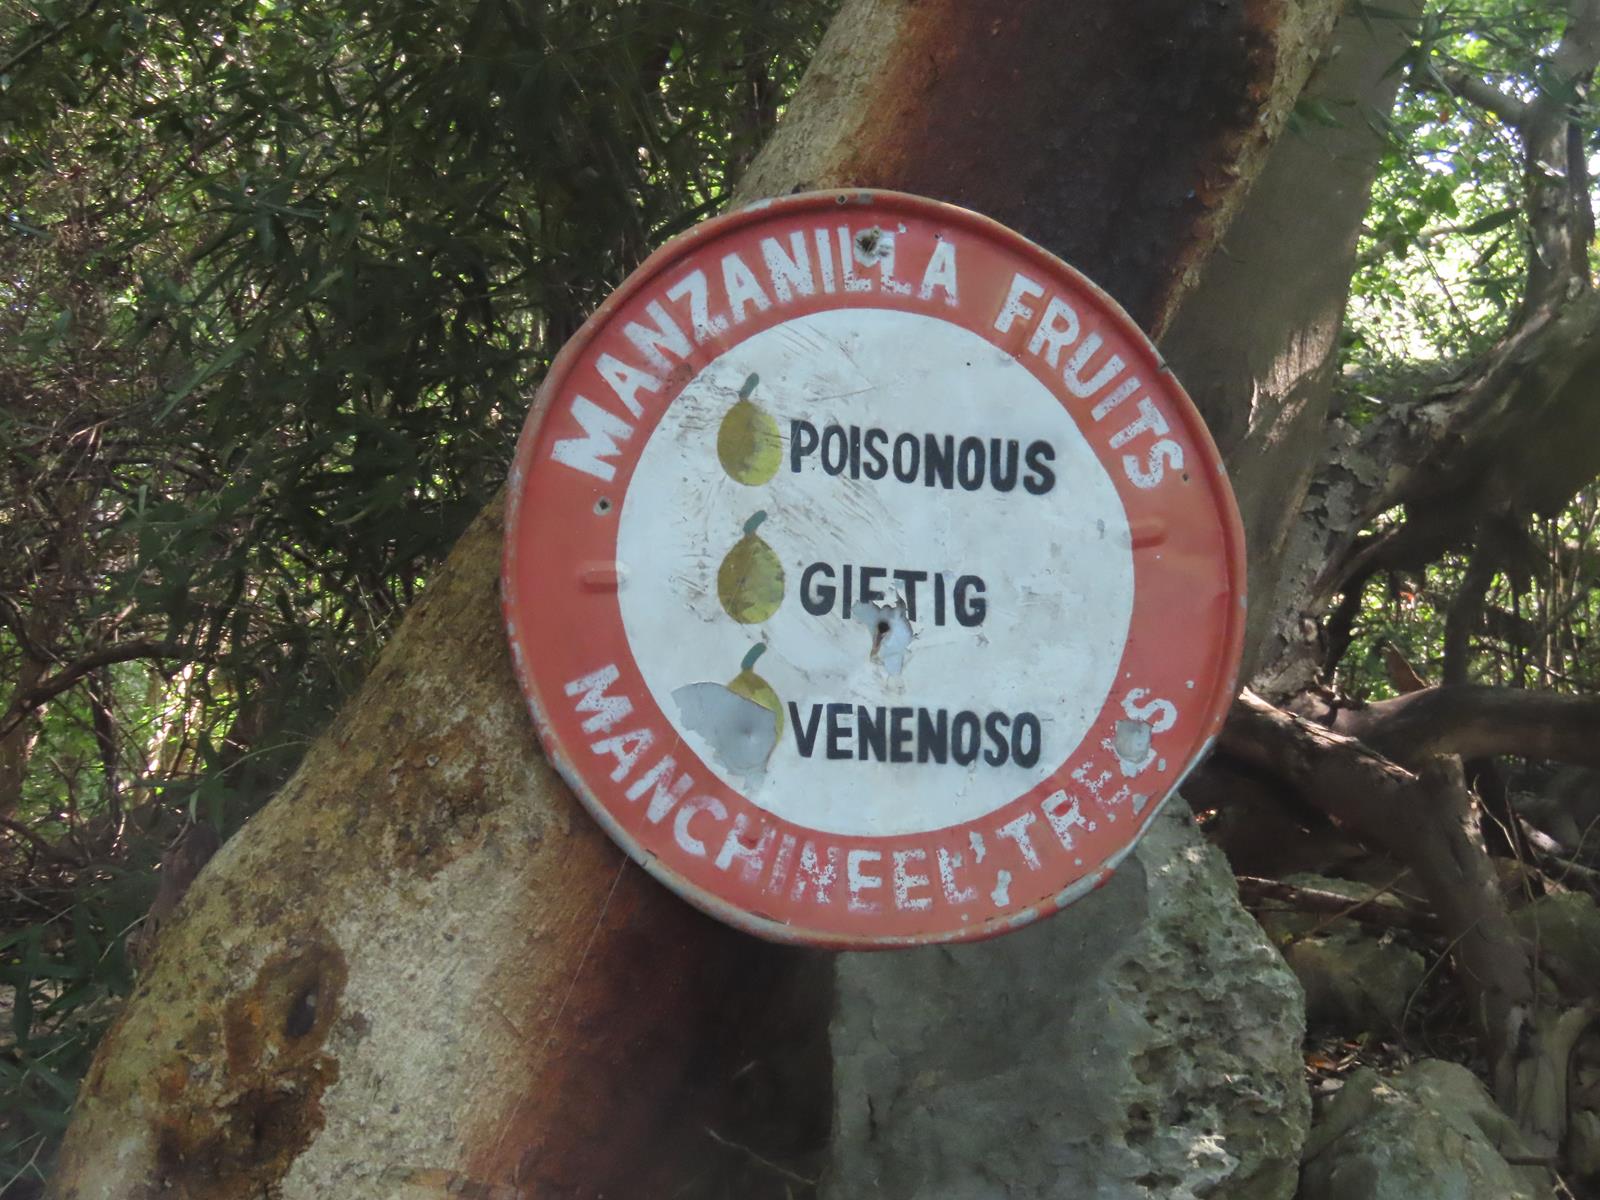 MANZANILLA FRUITS
POISONOUS
GIFTIG
VENENOSO
MANCHINEEL' TREES